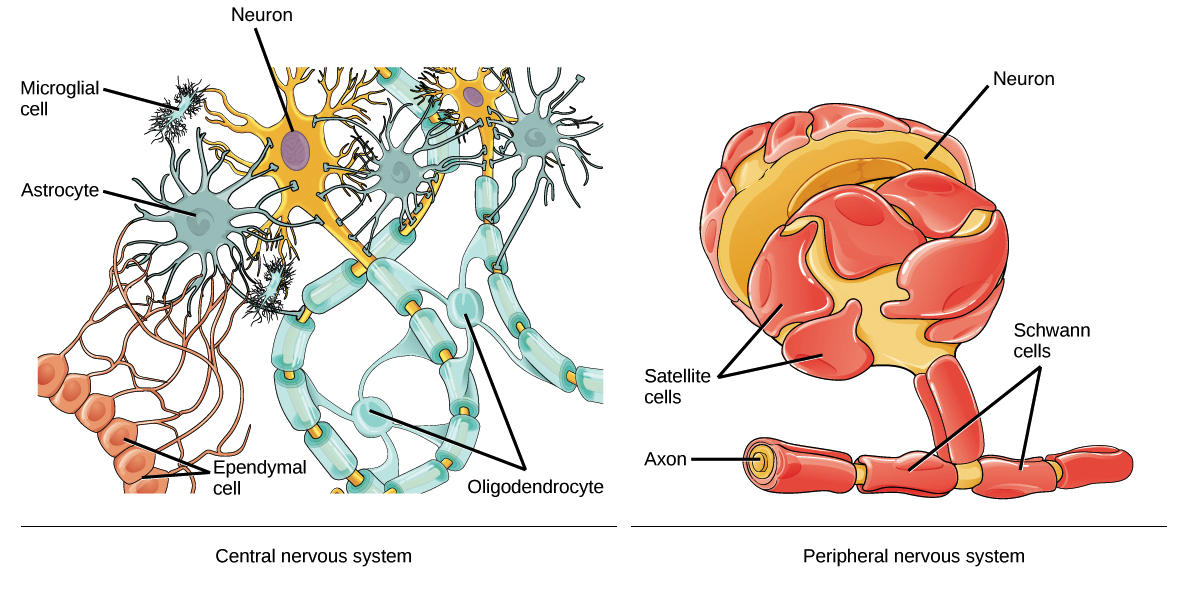 Neuron
Microglial
cell
Astrocyte
Ependymal
cell
Oligodendrocyte
Central nervous system
Neuron
Schwann
cells
Satellite
cells
Axon
Peripheral nervous system